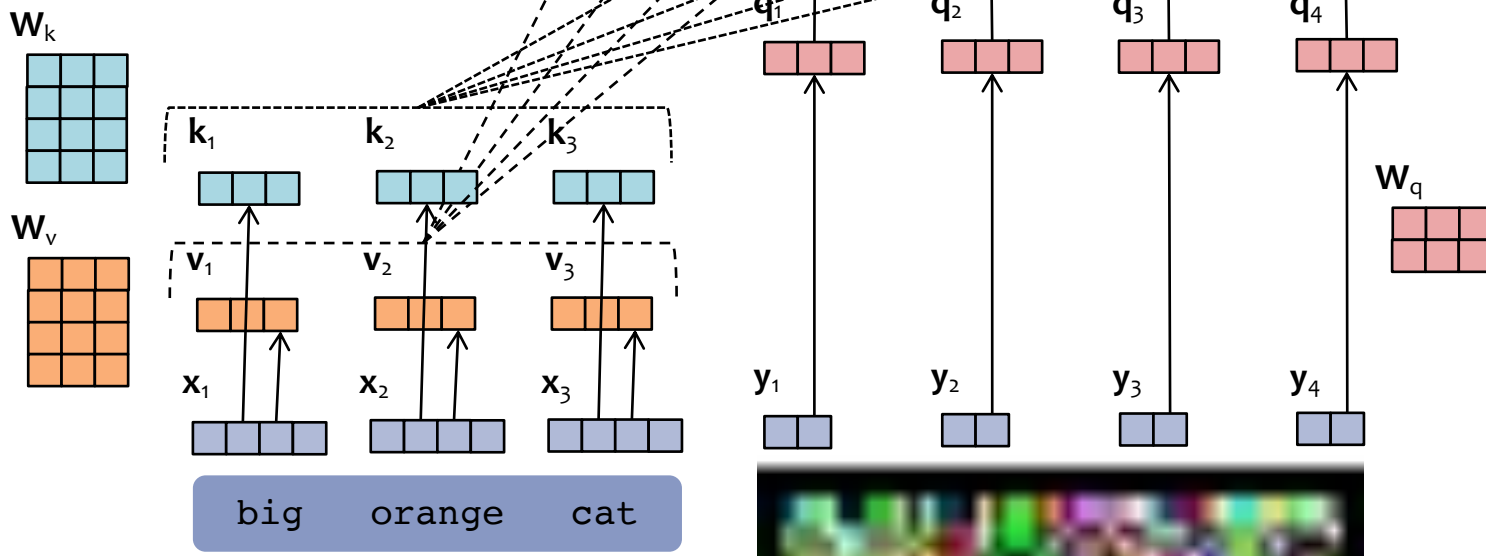 W_k
q_1 q_2 q_3 q_4
k_1 k_2 k_3
W_q
W_v
v_1 v_2 v_3
x_1 x_2 x_3
y_1 y_2 y_3 y_4
big orange cat